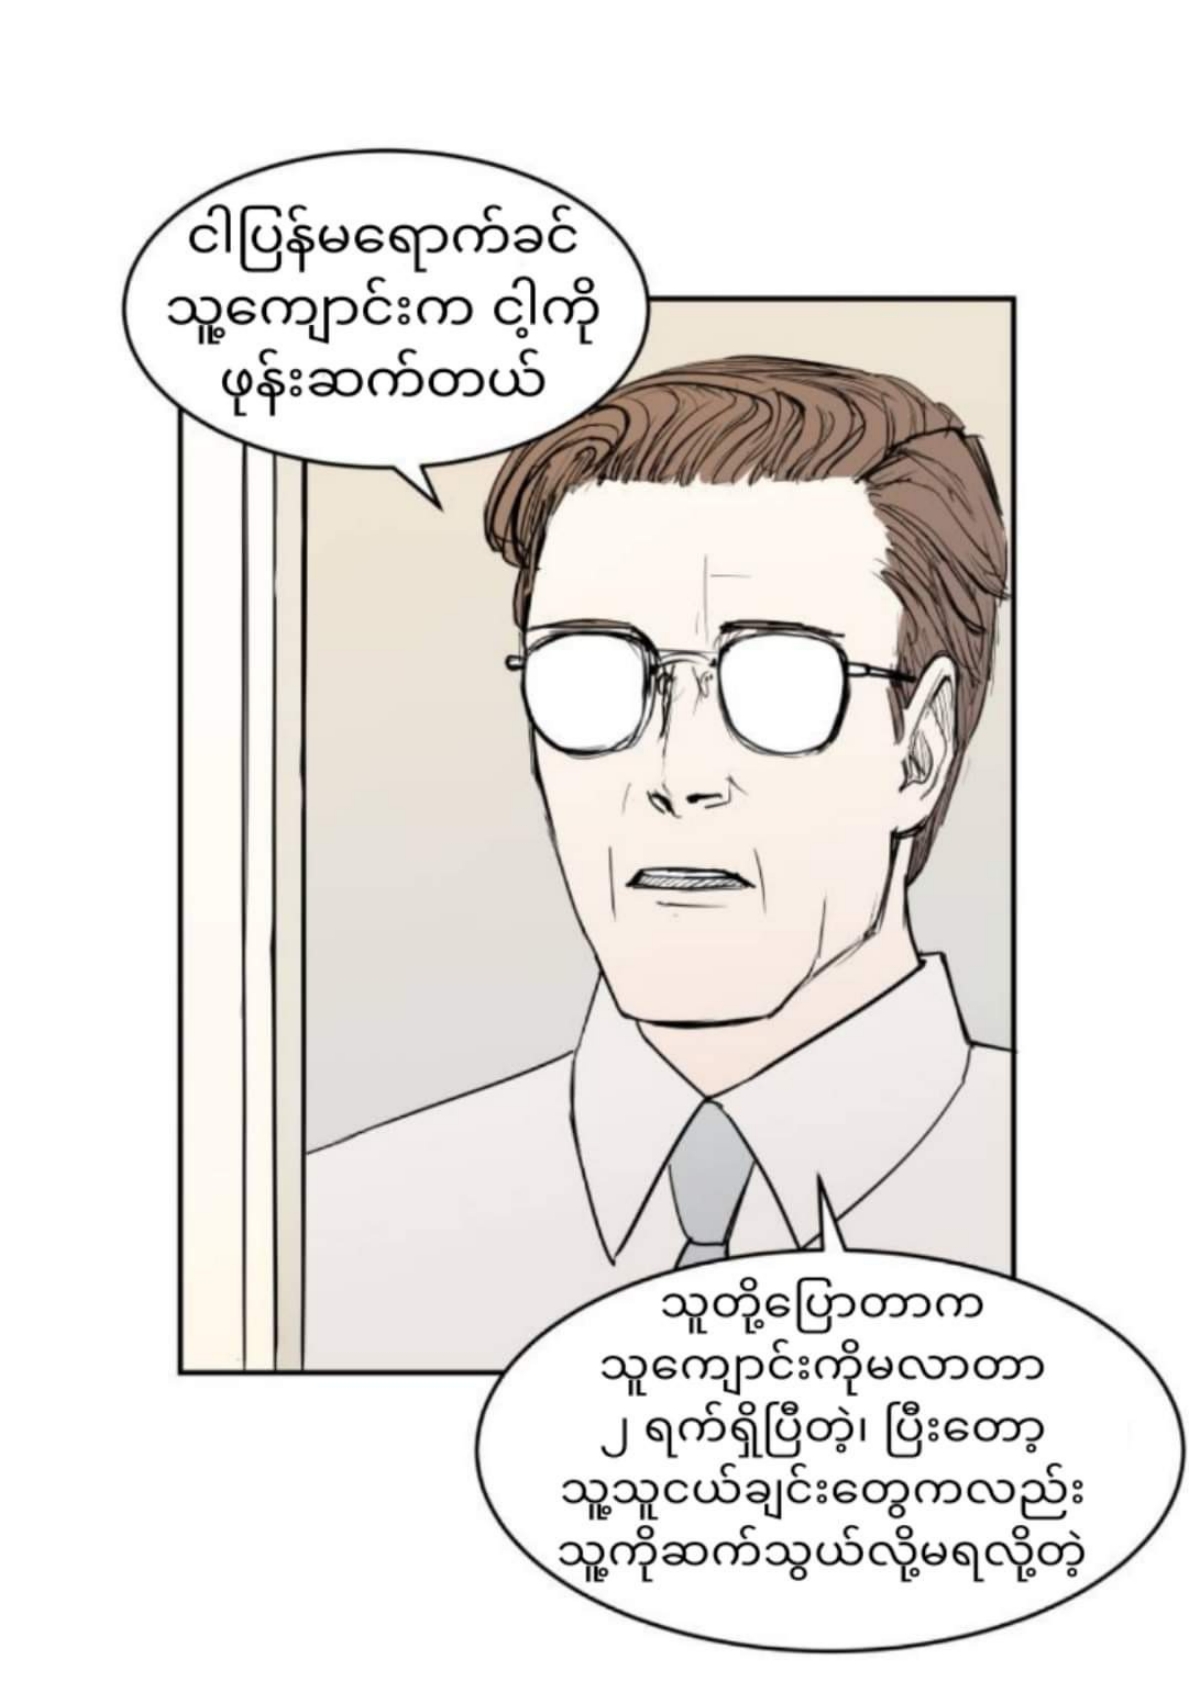 ငါပြန်မရောက်ခင်
သူ့ကျောင်းက ငါ့ကို
ဖုန်းဆက်တယ်
သူတို့ပြောတာက
သူကျောင်းကိုမလာတာ
၂ ရက်ရှိပြီတဲ့၊ ပြီးတော့
သူ့သူငယ်ချင်းတွေကလည်း
သူ့ကိုဆက်သွယ်လို့မရလို့တဲ့